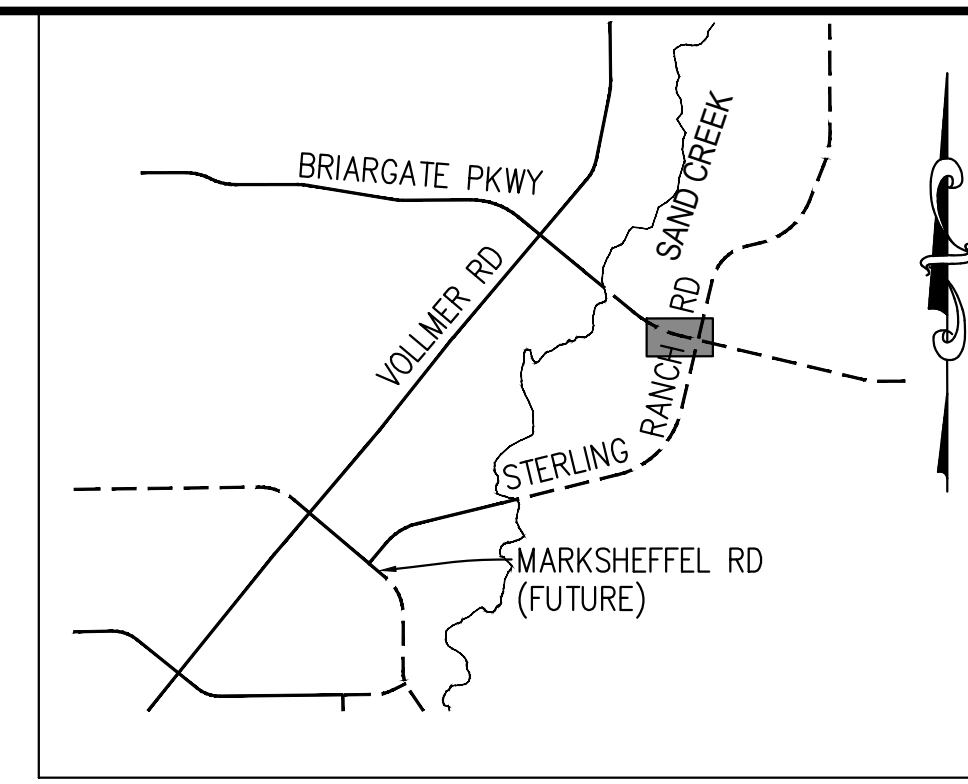 BRIARGATE PKWY
SAND CREEK
VOLLMER RD
STERLING RANCH RD
MARKSHEFFEL RD
(FUTURE)